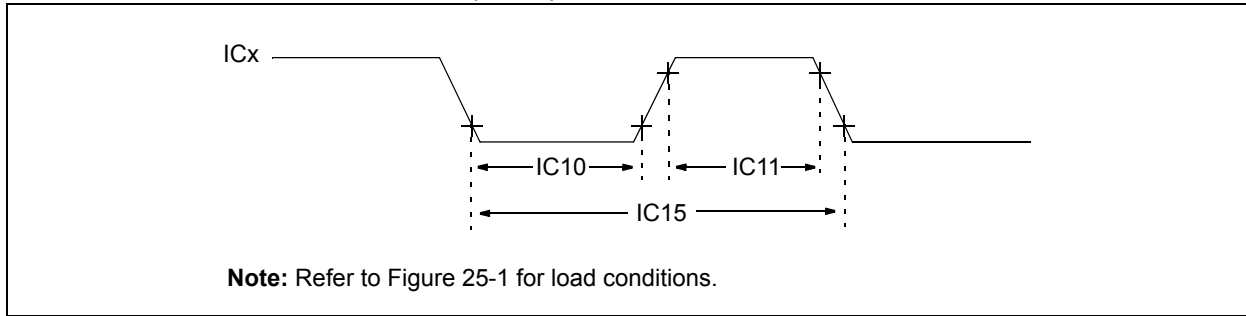 ICx
IC10 IC11
IC15
Note: Refer to Figure 25-1 for load conditions.